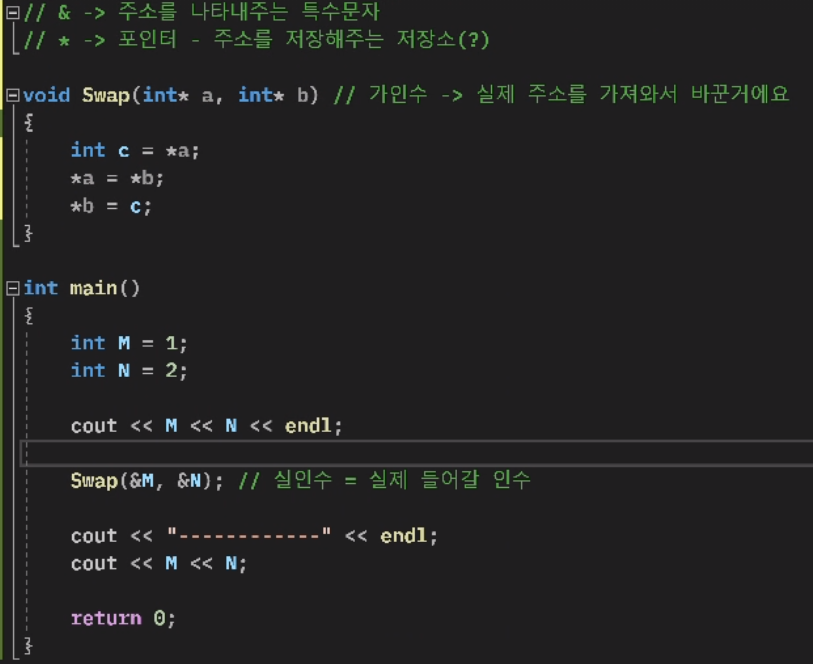 // & -> 주소를 나타내주는 특수문자
// * -> 포인터 - 주소를 저장해주는 저장소(?)
void Swap(int* a, int* b) // 가인수 -> 실제 주소를 가져와서 바꾼거에요
{
int c = *a;
*a = *b;
*b = c;
}
int main()
{
int M = 1;
int N = 2;
cout << M << N << endl;
Swap(&M, &N); // 실인수 = 실제 들어갈 인수
cout << "------------" << endl;
cout << M << N;
return 0;
}